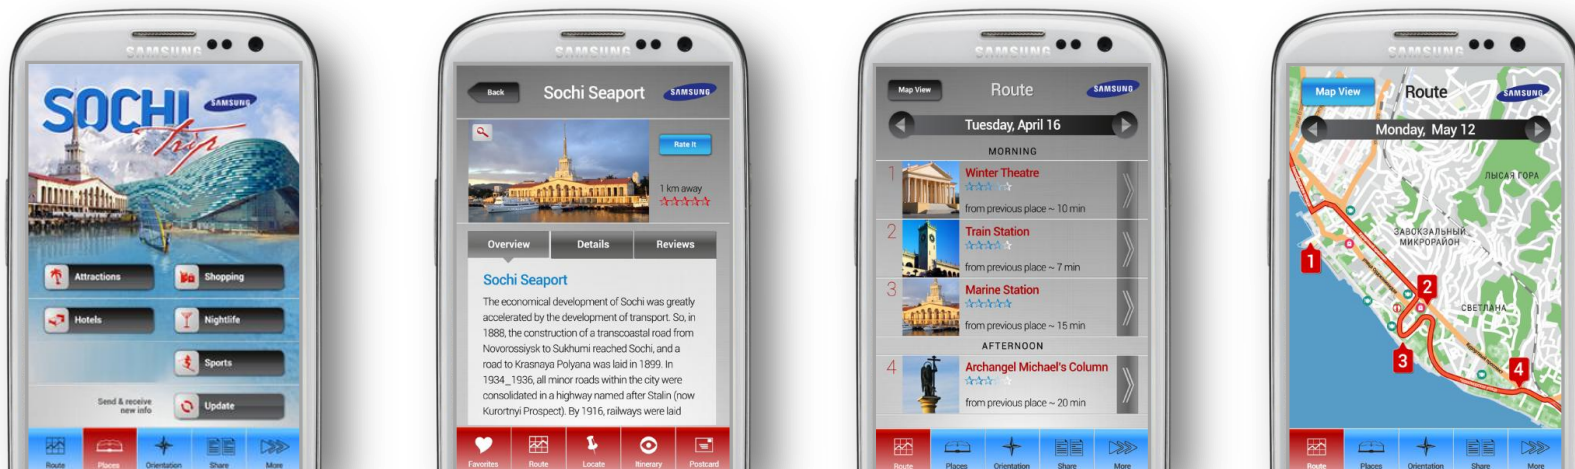 SAMSUNG
SOCHI
SAMSUNG
Trip
Attractions
Shopping
Hotels
Nightlife
Sports
Send & receive
new info
Update
Route
Places
Orientation
Share
More
SAMSUNG
Back
Sochi Seaport
SAMSUNG
Rate It
1 km away
Overview
Details
Reviews
Sochi Seaport
The economical development of Sochi was greatly
accelerated by the development of transport. So, in
1888, the construction of a transcoastal road from
Novorossiysk to Sukhumi reached Sochi, and a
road to Krasnaya Polyana was laid in 1899. In
1934_1936, all minor roads within the city were
consolidated in a highway named after Stalin (now
Kurortnyi Prospect). By 1916, railways were laid
Favorites
Route
Locate
Itinerary
Postcard
SAMSUNG
Map View
Route
SAMSUNG
Tuesday, April 16
MORNING
1
Winter Theatre
from previous place ~ 10 min
2
Train Station
from previous place ~ 7 min
3
Marine Station
from previous place ~ 15 min
AFTERNOON
4
Archangel Michael's Column
from previous place ~ 20 min
Route
Places
Orientation
Share
More
SAMSUNG
Map View
Route
SAMSUNG
Monday, May 12
ЛЫСАЯ ГОРА
ЗАВОКЗАЛЬНЫЙ
МИКРОРАЙОН
1
2
СВЕТЛАНА
3
4
Route
Places
Orientation
Share
More